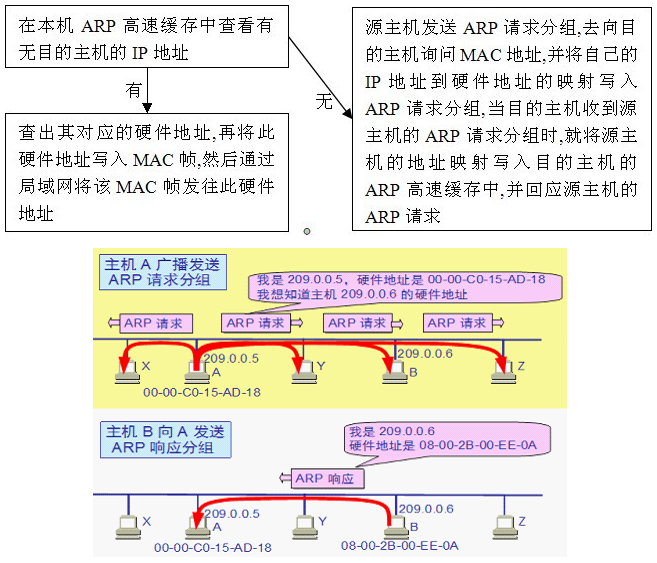 在本机 ARP 高速缓存中查看有
无目的主机的 IP 地址
有
无
查出其对应的硬件地址,再将此
硬件地址写入 MAC 帧,然后通过
局域网将该 MAC 帧发往此硬件
地址
源主机发送 ARP 请求分组,去向目
的主机询问 MAC 地址,并将自己的
IP 地址到硬件地址的映射写入
ARP 请求分组,当目的主机收到源
主机的 ARP 请求分组时,就将源主
机的地址映射写入目的主机的
ARP 高速缓存中,并回应源主机的
ARP 请求
主机 A 广播发送
ARP 请求分组
我是 209.0.0.5，硬件地址是 00-00-C0-15-AD-18
我想知道主机 209.0.0.6 的硬件地址
ARP 请求
ARP 请求
ARP 请求
ARP 请求
209.0.0.5
209.0.0.6
X
A
Y
B
Z
00-00-C0-15-AD-18
主机 B 向 A 发送
ARP 响应分组
我是 209.0.0.6
硬件地址是 08-00-2B-00-EE-0A
ARP 响应
209.0.0.5
209.0.0.6
X
A
Y
B
Z
00-00-C0-15-AD-18
08-00-2B-00-EE-0A